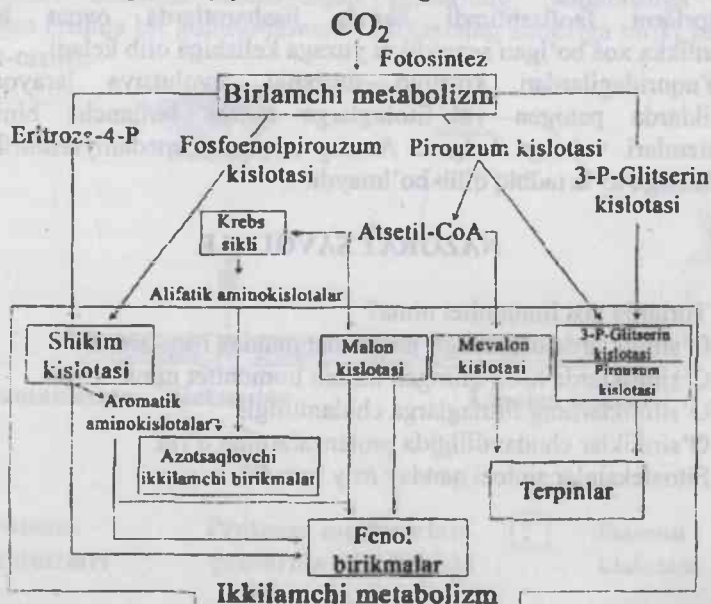 CO₂
Fotosintez
Birlamchi metabolizm
Eritroza-4-P
Fosfoenolpirouzum
kislotasi
Pirouzum kislotasi
3-P-Glitserin
kislotasi
Krebs
sikli
Atsetil-CoA
Alifatik aminokislotalar
Shikim
kislotasi
Malon
kislotasi
Mevalon
kislotasi
3-P-Glitserin
kislotasi
Pirouzum
kislotasi
Aromatik
aminokislotalar
Azotsaqlovchi
ikkilamchi birikmalar
Terpinlar
Fenol
birikmalar
Ikkilamchi metabolizm